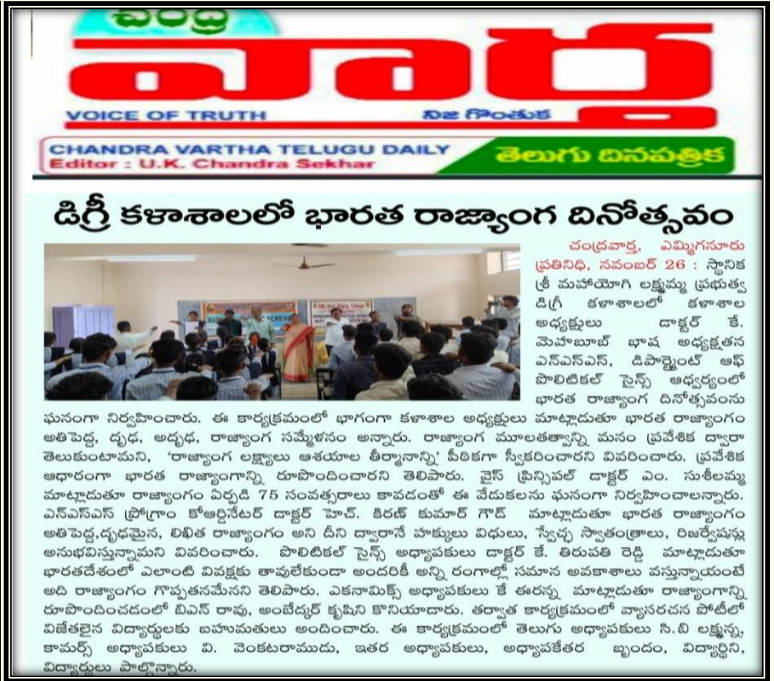 చంద్ర
వార్త
VOICE OF TRUTH
నిజ గొంతుక
CHANDRA VARTHA TELUGU DAILY
Editor : U.K. Chandra Sekhar
తెలుగు దినపత్రిక
డిగ్రీ కళాశాలలో భారత రాజ్యాంగ దినోత్సవం
చంద్రవార్త, ఎమ్మిగనూరు
ప్రతినిధి, నవంబర్ 26 : స్థానిక
శ్రీ మహాయోగి లక్ష్మమ్మ ప్రభుత్వ
డిగ్రీ కళాశాలలో కళాశాల
అధ్యక్షులు డాక్టర్ కే.
మెహబూబ్ భాష అధ్యక్షతన
ఎన్ఎస్ఎస్, డిపార్ట్మెంట్ ఆఫ్
పొలిటికల్ సైన్స్ ఆధ్వర్యంలో
భారత రాజ్యాంగ దినోత్సవంను
ఘనంగా నిర్వహించారు. ఈ కార్యక్రమంలో భాగంగా కళాశాల అధ్యక్షులు మాట్లాడుతూ భారత రాజ్యాంగం
అతిపెద్ద, దృఢ, అదృఢ, రాజ్యాంగ సమ్మేళనం అన్నారు. రాజ్యాంగ మూలతత్వాన్ని మనం ప్రవేశిక ద్వారా
తెలుకుంటామని, 'రాజ్యాంగ లక్ష్యాలు ఆశయాల తీర్మానాన్ని' పీఠికగా స్వీకరించారని వివరించారు. ప్రవేశిక
ఆధారంగా భారత రాజ్యాంగాన్ని రూపొందించారని తెలిపారు. వైస్ ప్రిన్సిపల్ డాక్టర్ ఎం. సుశీలమ్మ
మాట్లాడుతూ రాజ్యాంగం ఏర్పడి 75 సంవత్సరాలు కావడంతో ఈ వేడుకలను ఘనంగా నిర్వహించాలన్నారు.
ఎన్ఎస్ఎస్ ప్రోగ్రాం కోఆర్డినేటర్ డాక్టర్ హెచ్. కిరణ్ కుమార్ గౌడ్ మాట్లాడుతూ భారత రాజ్యాంగం
అతిపెద్ద,దృఢమైన, లిఖిత రాజ్యాంగం అని దీని ద్వారానే హక్కులు విధులు, స్వేచ్ఛ స్వాతంత్రాలు, రిజర్వేషన్లు
అనుభవిస్తున్నామని వివరించారు. పొలిటికల్ సైన్స్ అధ్యాపకులు డాక్టర్ కే. తిరుపతి రెడ్డి మాట్లాడుతూ
భారతదేశంలో ఎలాంటి వివక్షకు తావులేకుండా అందరికీ అన్ని రంగాల్లో సమాన అవకాశాలు వస్తున్నాయంటే
అది రాజ్యాంగం గొప్పతనమేనని తెలిపారు. ఎకనామిక్స్ అధ్యాపకులు కే ఈరన్న మాట్లాడుతూ రాజ్యాంగాన్ని
రూపొందించడంలో బిఎన్ రావు, అంబేద్కర్ కృషిని కొనియాడారు. తర్వాత కార్యక్రమంలో వ్యాసరచన పోటీలో
విజేతలైన విద్యార్థులకు బహుమతులు అందించారు. ఈ కార్యక్రమంలో తెలుగు అధ్యాపకులు సి.బి లక్ష్మన్న,
కామర్స్ అధ్యాపకులు వి. వెంకటరాముడు, ఇతర అధ్యాపకులు, అధ్యాపకేతర బృందం, విద్యార్థిని,
విద్యార్థులు పాల్గొన్నారు.